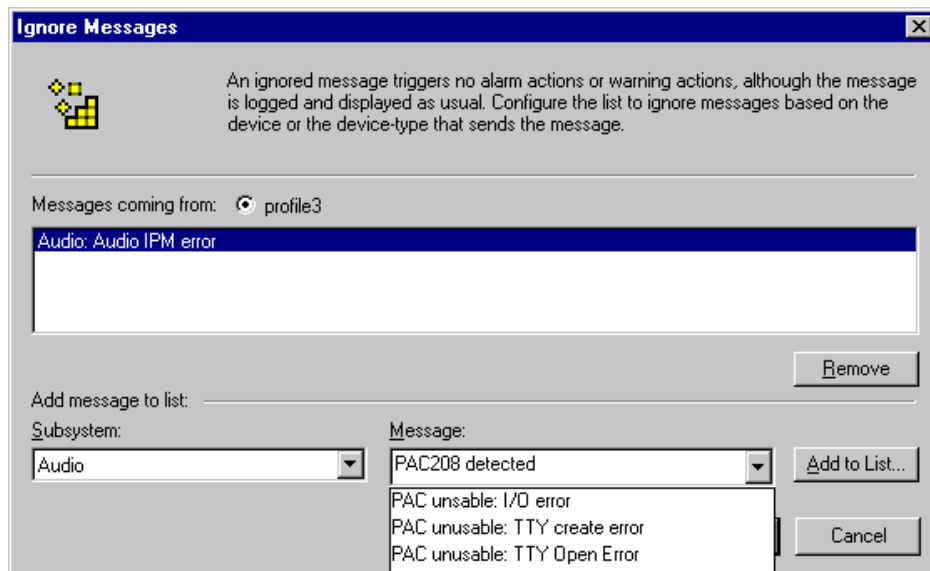 Ignore Messages
An ignored message triggers no alarm actions or warning actions, although the message
is logged and displayed as usual. Configure the list to ignore messages based on the
device or the device-type that sends the message.
Messages coming from: profile3
Audio: Audio IPM error
Remove
Add message to list:
Subsystem: Message:
Audio PAC208 detected Add to List...
PAC unsable: I/O error
PAC unusable: TTY create error Cancel
PAC unusable: TTY Open Error